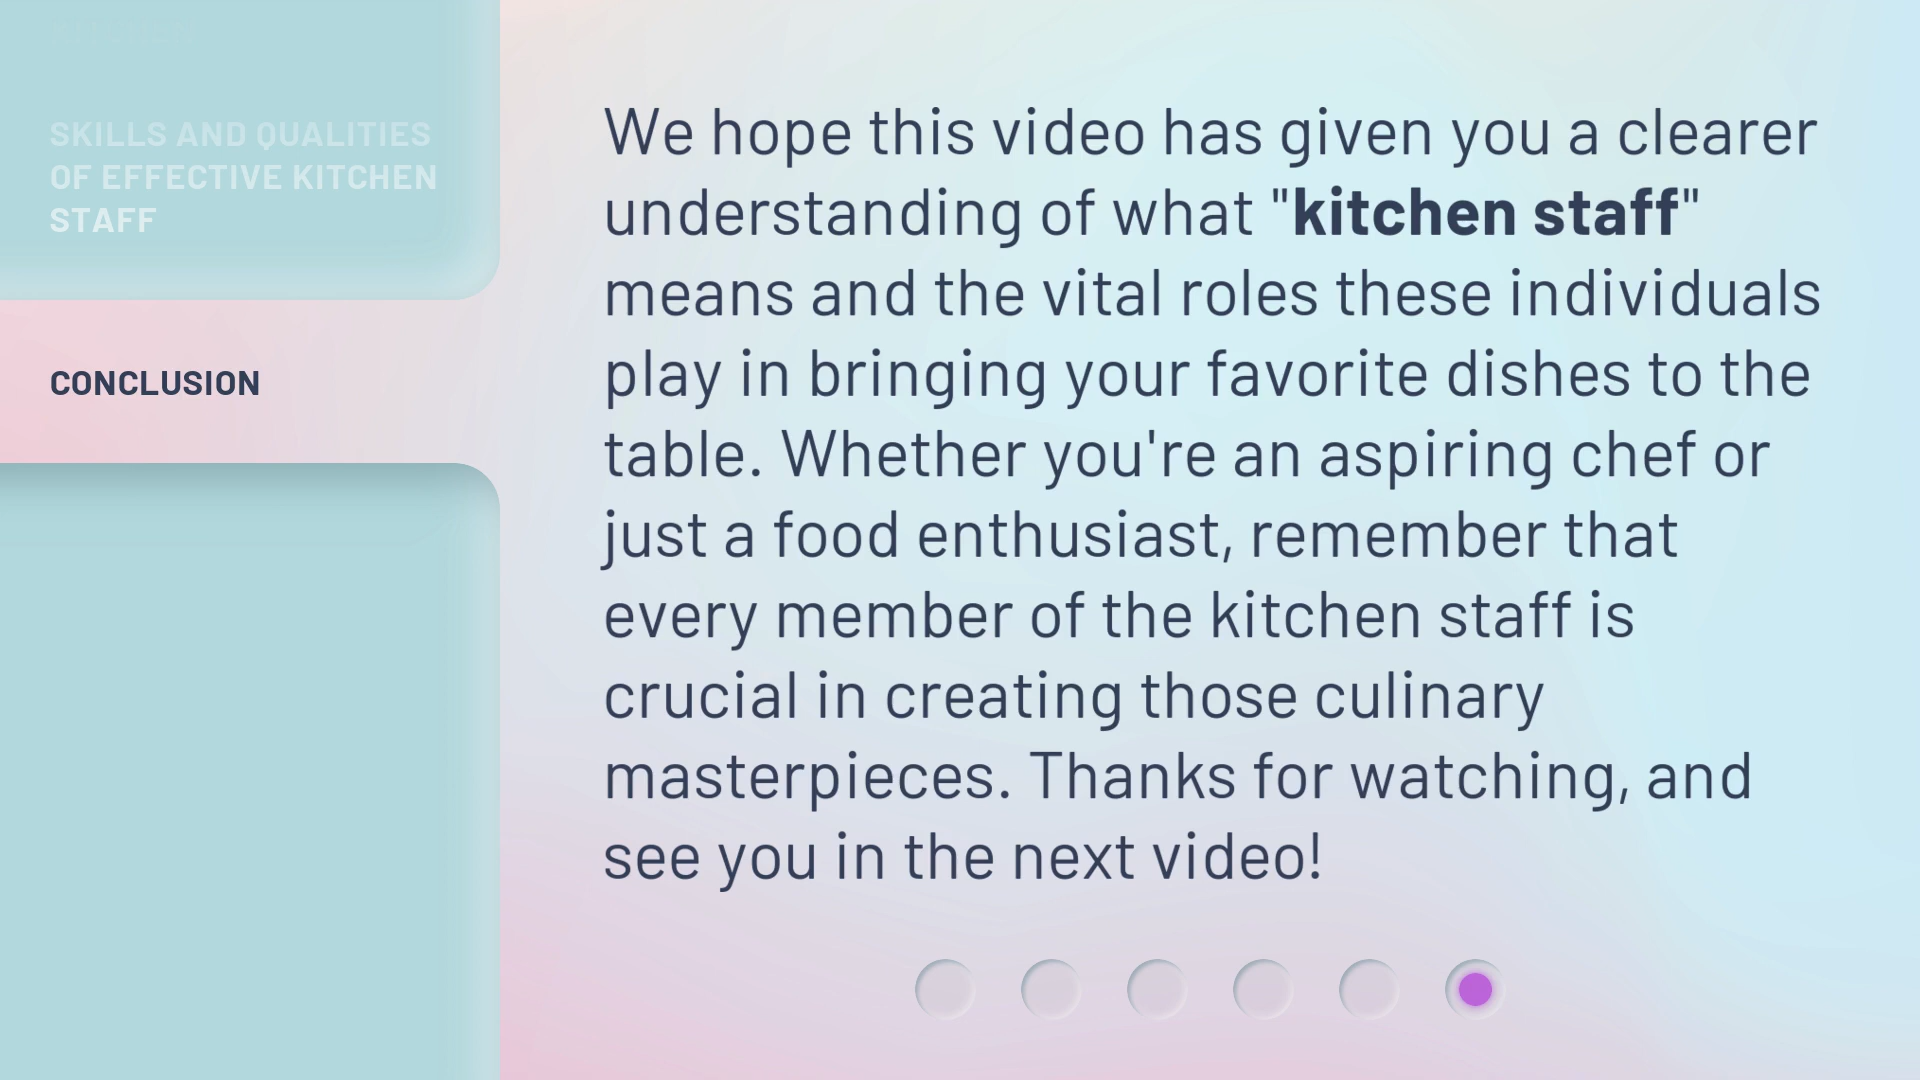 KITCHEN
SKILLS AND QUALITIES
OF EFFECTIVE KITCHEN
STAFF
CONCLUSION
We hope this video has given you a clearer
understanding of what "kitchen staff"
means and the vital roles these individuals
play in bringing your favorite dishes to the
table. Whether you're an aspiring chef or
just a food enthusiast, remember that
every member of the kitchen staff is
crucial in creating those culinary
masterpieces. Thanks for watching, and
see you in the next video!